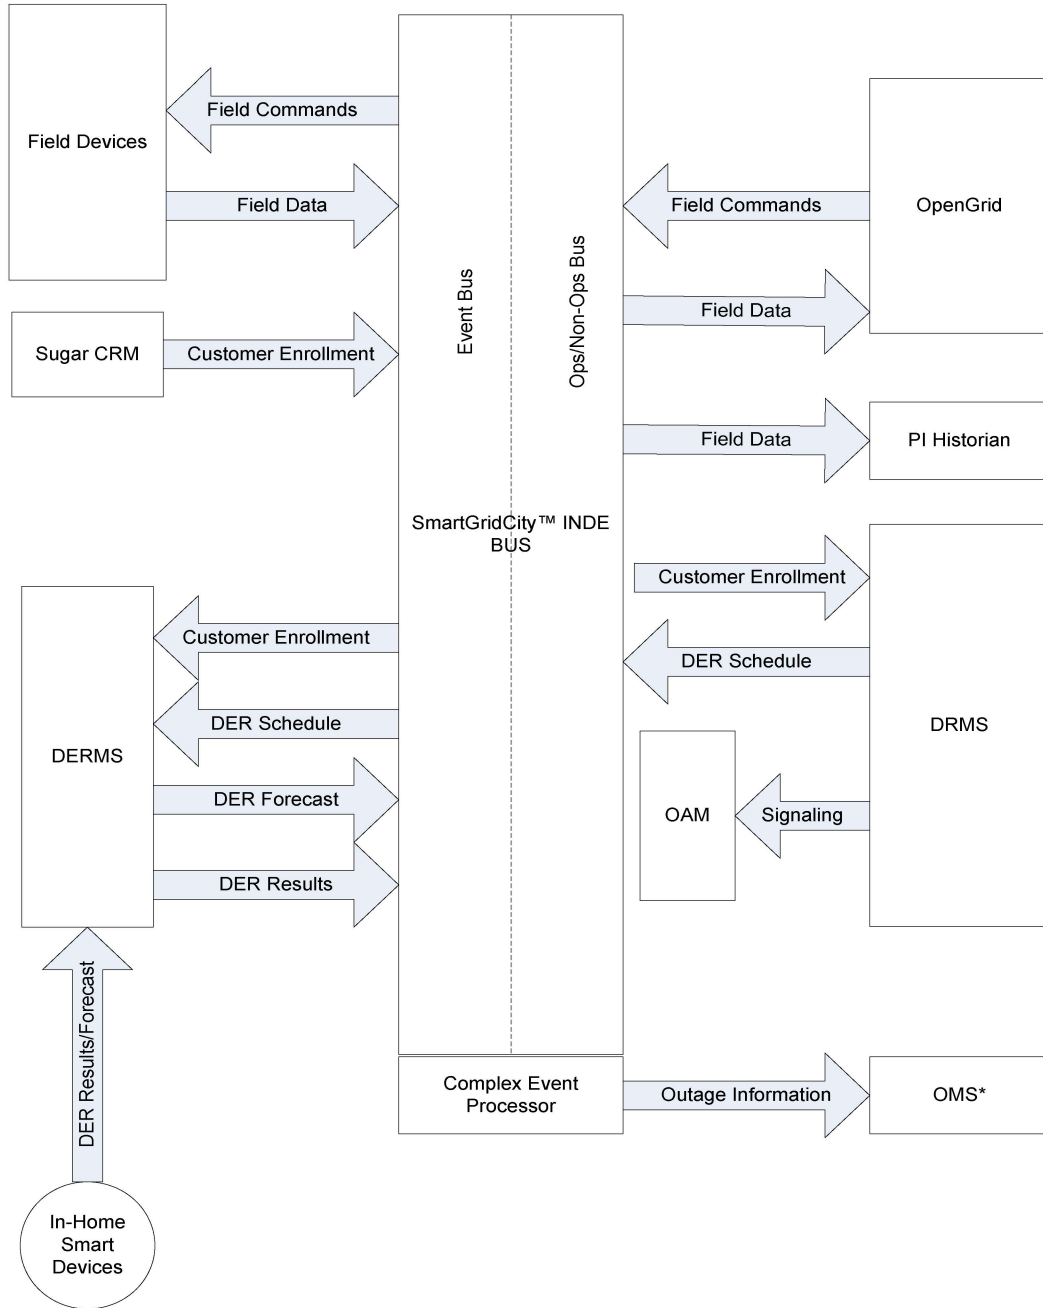 Field Devices
Field Commands
Field Data
Sugar CRM
Customer Enrollment
Event Bus
Ops/Non-Ops Bus
SmartGridCity™ INDE
BUS
Field Commands
OpenGrid
Field Data
Field Data
PI Historian
Customer Enrollment
DER Schedule
DRMS
OAM
Signaling
Customer Enrollment
DER Schedule
DERMS
DER Forecast
DER Results
DER Results/Forecast
In-Home
Smart
Devices
Complex Event
Processor
Outage Information
OMS*